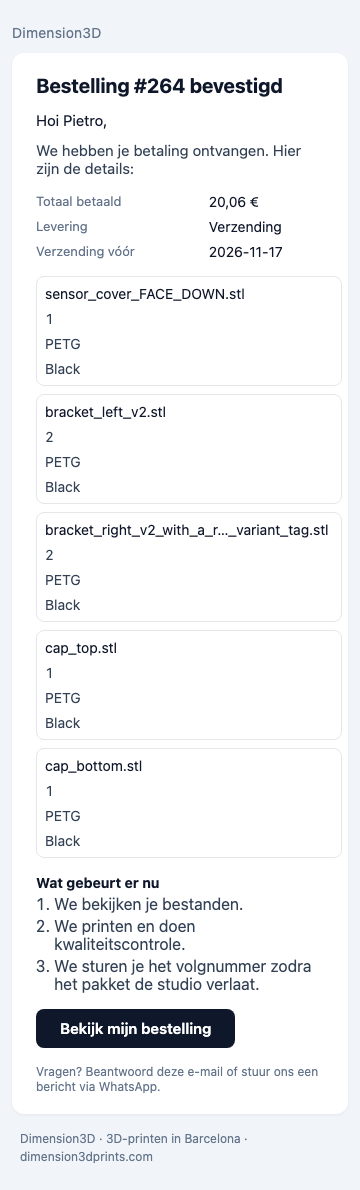 Dimension3D
Bestelling #264 bevestigd
Hoi Pietro,
We hebben je betaling ontvangen. Hier
zijn de details:
Totaal betaald 20,06 €
Levering Verzending
Verzending vóór 2026-11-17
sensor_cover_FACE_DOWN.stl
1
PETG
Black
bracket_left_v2.stl
2
PETG
Black
bracket_right_v2_with_a_r…_variant_tag.stl
2
PETG
Black
cap_top.stl
1
PETG
Black
cap_bottom.stl
1
PETG
Black
Wat gebeurt er nu
1. We bekijken je bestanden.
2. We printen en doen
kwaliteitscontrole.
3. We sturen je het volgnummer zodra
het pakket de studio verlaat.
Bekijk mijn bestelling
Vragen? Beantwoord deze e-mail of stuur ons een
bericht via WhatsApp.
Dimension3D · 3D-printen in Barcelona ·
dimension3dprints.com